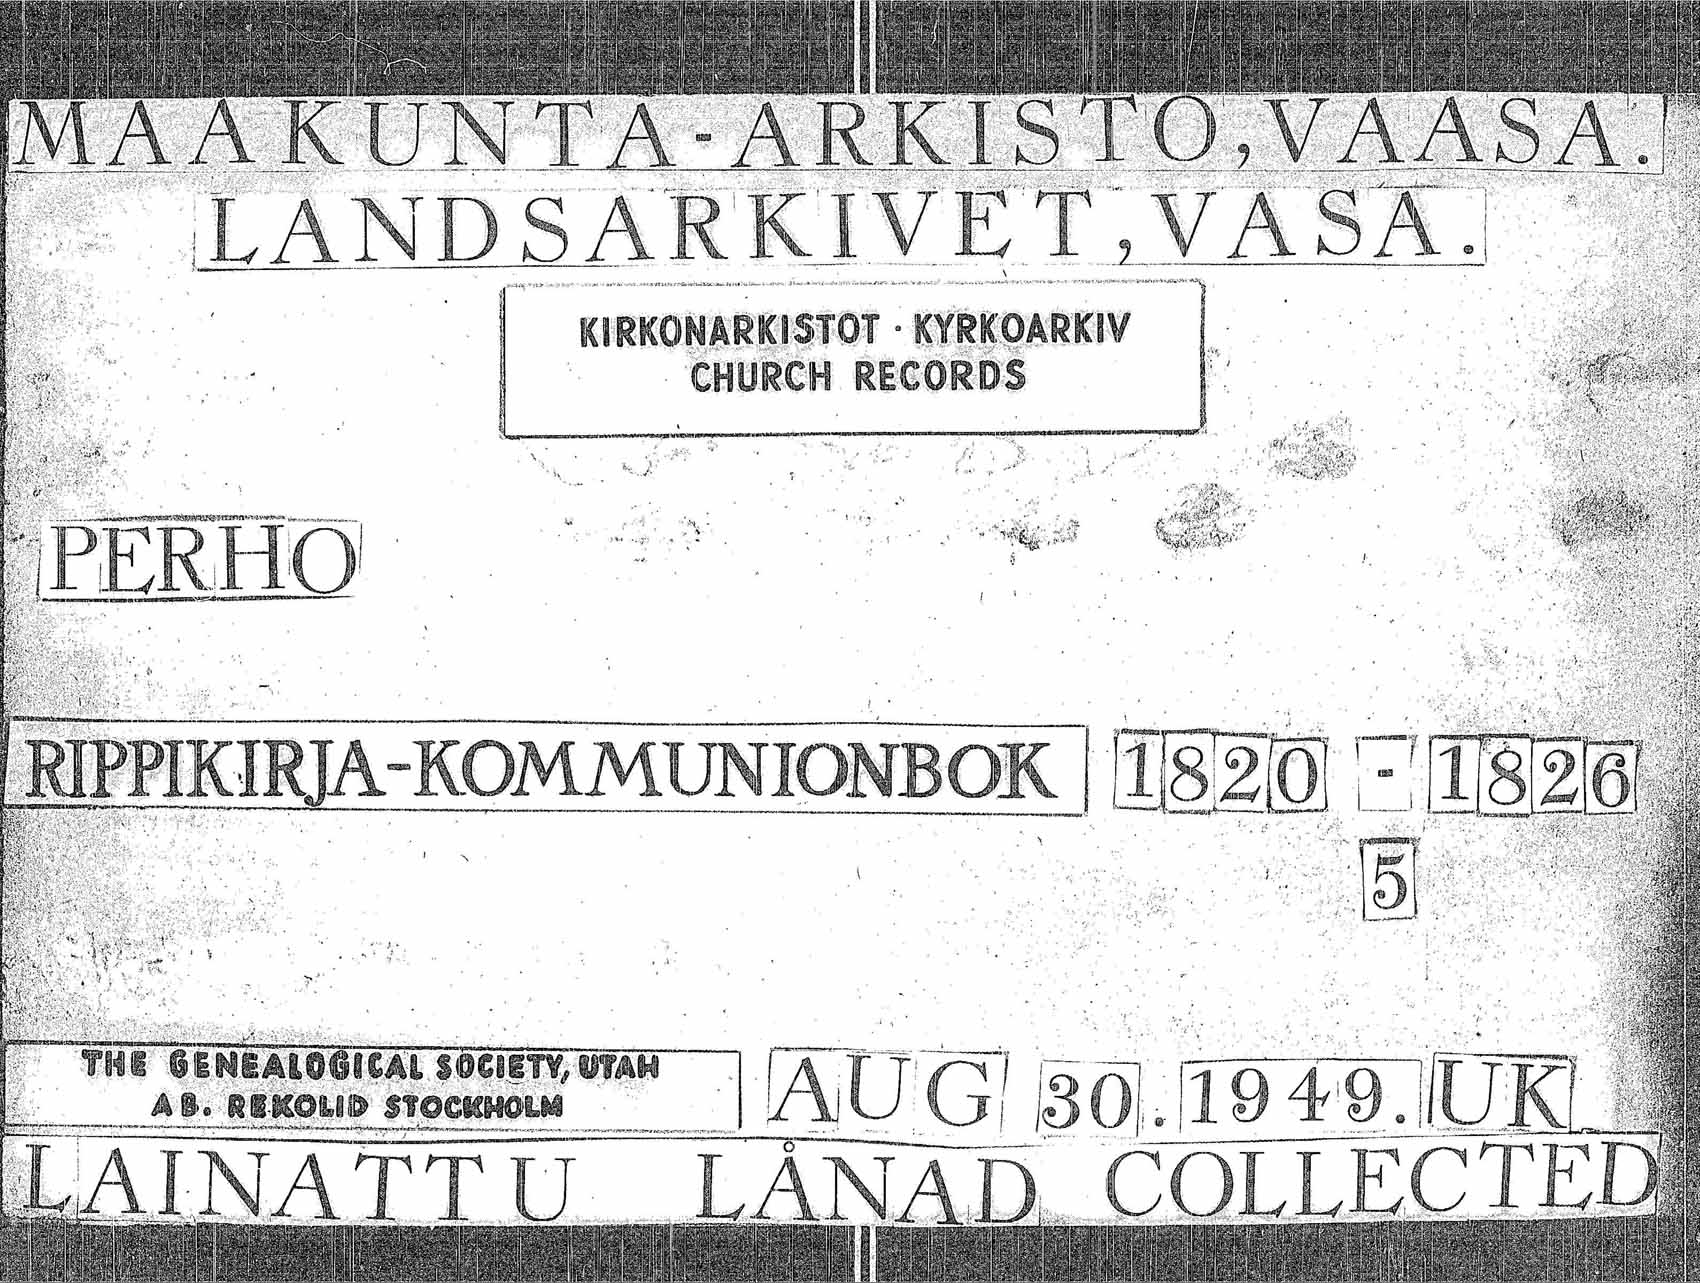 MAAKUNTA-ARKISTO, VAASA.
LANDSARKIVET, VASA.
KIRKONARKISTOT · KYRKOARKIV
CHURCH RECORDS
PERHO
RIPPIKIRJA-KOMMUNIONBOK 1820 - 1826
5
THE GENEALOGICAL SOCIETY, UTAH
AB. REKOLID STOCKHOLM
AUG 30. 1949. UK
LAINATTU LÅNAD COLLECTED